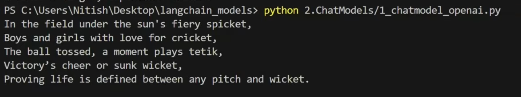 PS C:\Users\Nitish\Desktop\langchain_models> python 2.ChatModels/1_chatmodel_openai.py
In the field under the sun's fiery spicket,
Boys and girls with love for cricket,
The ball tossed, a moment plays tetik,
Victory’s cheer or sunk wicket,
Proving life is defined between any pitch and wicket.